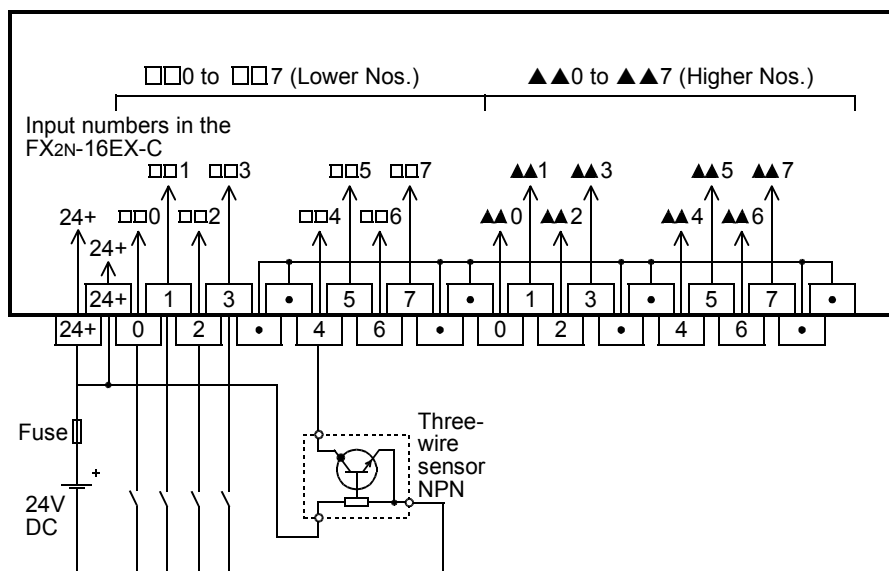 □□0 to □□7 (Lower Nos.) ▲▲0 to ▲▲7 (Higher Nos.)
Input numbers in the
FX2N-16EX-C
□□1 □□3 □□5 □□7 ▲▲1 ▲▲3 ▲▲5 ▲▲7
24+ □□0 □□2 □□4 □□6 ▲▲0 ▲▲2 ▲▲4 ▲▲6
24+
24+ 1 3 • 5 7 • 1 3 • 5 7 •
24+ 0 2 • 4 6 • 0 2 • 4 6 •
Fuse
Three-
wire
sensor
NPN
+
24V
DC